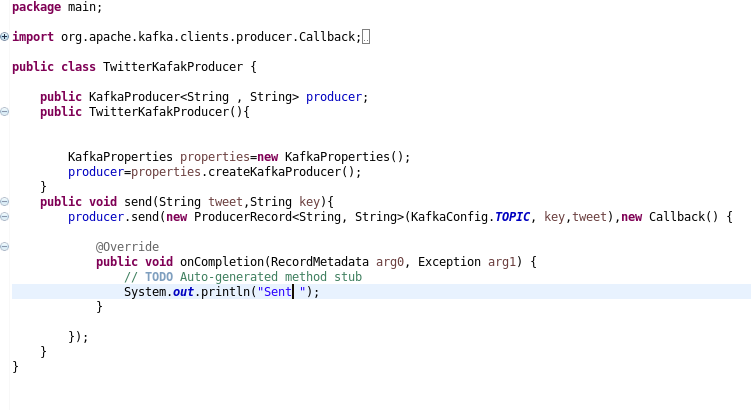 package main;
import org.apache.kafka.clients.producer.Callback;
public class TwitterKafakProducer {
public KafkaProducer<String , String> producer;
public TwitterKafakProducer(){
KafkaProperties properties=new KafkaProperties();
producer=properties.createKafkaProducer();
}
public void send(String tweet,String key){
producer.send(new ProducerRecord<String, String>(KafkaConfig.TOPIC, key,tweet),new Callback() {
@Override
public void onCompletion(RecordMetadata arg0, Exception arg1) {
// TODO Auto-generated method stub
System.out.println("Sent ");
}
});
}
}